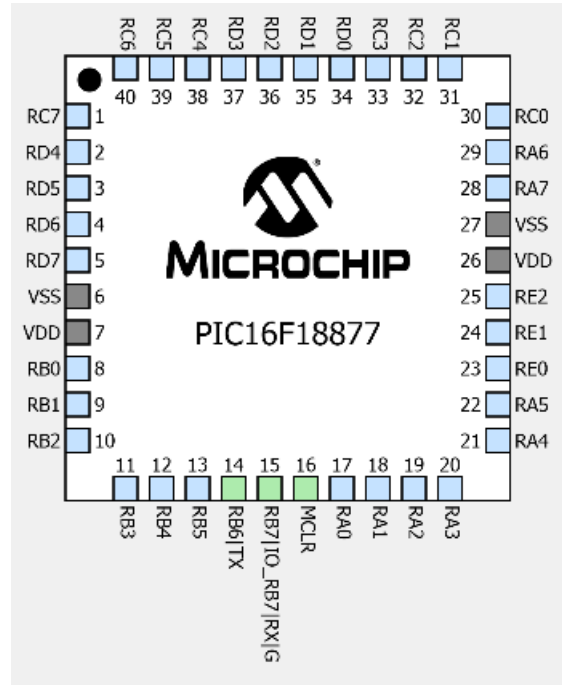 RC6 RC5 RC4 RD3 RD2 RD1 RD0 RC3 RC2 RC1
40 39 38 37 36 35 34 33 32 31
RC7 1
RD4 2
RD5 3
RD6 4
RD7 5
VSS 6
VDD 7
RB0 8
RB1 9
RB2 10
MICROCHIP
PIC16F18877
30 RC0
29 RA6
28 RA7
27 VSS
26 VDD
25 RE2
24 RE1
23 RE0
22 RA5
21 RA4
11 12 13 14 15 16 17 18 19 20
RB3 RB4 RB5 RB6|TX RB7|IO_RB7|RX|G MCLR RA0 RA1 RA2 RA3